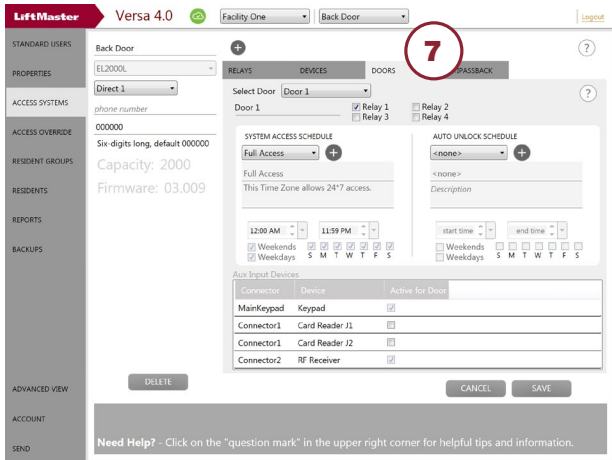 LiftMaster
Versa 4.0
Facility One
Back Door
Logout
7
STANDARD USERS
PROPERTIES
ACCESS SYSTEMS
ACCESS OVERRIDE
RESIDENT GROUPS
RESIDENTS
REPORTS
BACKUPS
ADVANCED VIEW
ACCOUNT
SEND
Back Door
EL2000L
Direct 1
phone number
000000
Six-digits long, default 000000
Capacity: 2000
Firmware: 03.009
DELETE
+
?
RELAYS DEVICES DOORS PASSBACK
Select Door Door 1
?
Door 1
Relay 1 Relay 2
Relay 3 Relay 4
SYSTEM ACCESS SCHEDULE
Full Access
+
Full Access
This Time Zone allows 24*7 access.
12:00 AM 11:59 PM
Weekends
Weekdays S M T W T F S
AUTO UNLOCK SCHEDULE
<none>
+
<none>
Description
start time end time
Weekends
Weekdays S M T W T F S
Aux Input Devices
Connector Device Active for Door
MainKeypad Keypad
Connector1 Card Reader J1
Connector1 Card Reader J2
Connector2 RF Receiver
CANCEL SAVE
Need Help? - Click on the "question mark" in the upper right corner for helpful tips and information.